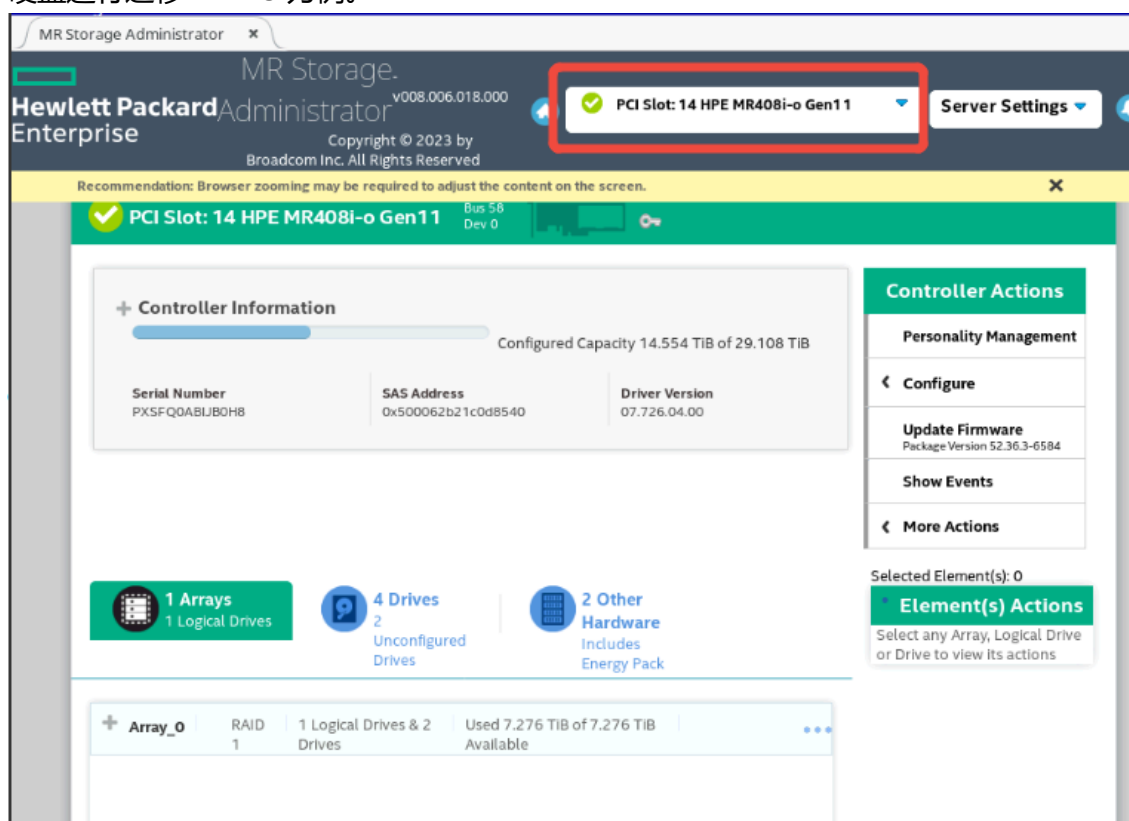 MR Storage Administrator ×
MR Storage
Hewlett Packard
Enterprise
Administrator v008.006.018.000
Copyright © 2023 by
Broadcom Inc. All Rights Reserved
PCI Slot: 14 HPE MR408i-o Gen11
Server Settings
Recommendation: Browser zooming may be required to adjust the content on the screen.
PCI Slot: 14 HPE MR408i-o Gen11
Bus 58
Dev 0
Controller Information
Configured Capacity 14.554 TiB of 29.108 TiB
Serial Number
PXSFQ0ABIJB0H8
SAS Address
0x500062b21c0d8540
Driver Version
07.726.04.00
Controller Actions
Personality Management
Configure
Update Firmware
Package Version 52.36.3-6584
Show Events
More Actions
1 Arrays
1 Logical Drives
4 Drives
2
Unconfigured
Drives
2 Other
Hardware
Includes
Energy Pack
Selected Element(s): 0
Element(s) Actions
Select any Array, Logical Drive
or Drive to view its actions
Array_0
RAID
1
1 Logical Drives & 2
Drives
Used 7.276 TiB of 7.276 TiB
Available